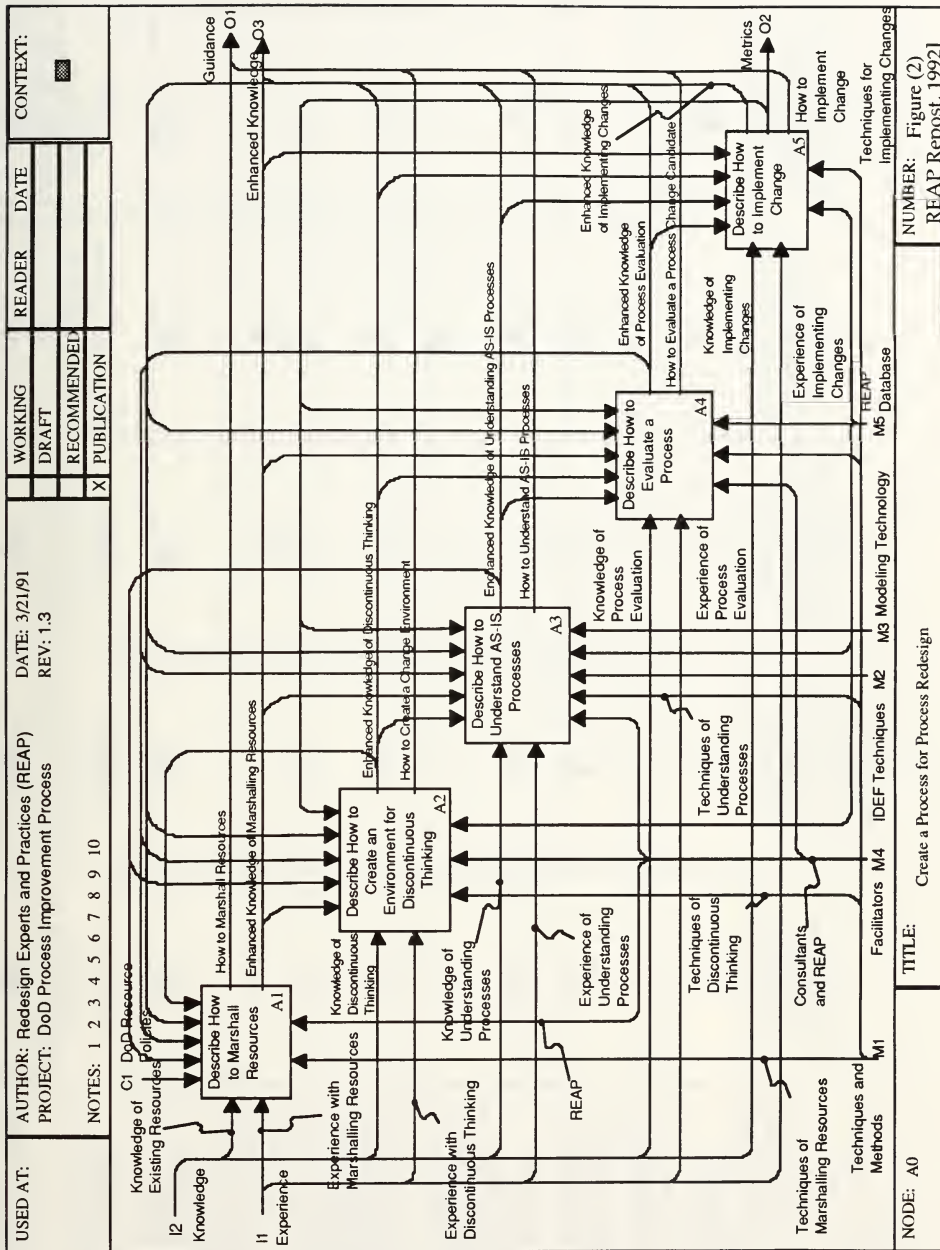 USED AT:
AUTHOR: Redesign Experts and Practices (REAP)
PROJECT: DoD Process Improvement Process
DATE: 3/21/91
REV: 1.3
NOTES: 1 2 3 4 5 6 7 8 9 10
WORKING
DRAFT
RECOMMENDED
X PUBLICATION
READER DATE
CONTEXT:
C1 DoD Resource
Policies
Knowledge of
Existing Resources
I2
Knowledge
I1
Experience
Experience with
Marshalling Resources
Describe How
to Marshall
Resources
A1
How to Marshall Resources
Enhanced Knowledge of Marshalling Resources
Guidance
O1
Enhanced Knowledge
O3
Knowledge of
Discontinuous
Thinking
Experience with
Discontinuous Thinking
Describe How to
Create an
Environment for
Discontinuous
Thinking
A2
Enhanced Knowledge of Discontinuous Thinking
How to Create a Change Environment
Knowledge of
Understanding
Processes
Experience of
Understanding
Processes
Describe How to
Understand AS-IS
Processes
A3
Enchanced Knowledge of Understanding AS-IS Processes
How to Understand AS-IS Processes
Knowledge of
Process
Evaluation
Experience of
Process
Evaluation
Describe How to
Evaluate a
Process
A4
Enhanced Knowledge
of Process Evaluation
How to Evaluate a Process Change Candidate
Enhanced Knowledge
of Implementing Changes
Knowledge of
Implementing
Changes
Experience of
Implementing
Changes
Describe How
to Implement
Change
A5
Metrics
O2
How to
Implement
Change
Techniques for
Implementing Changes
REAP
Techniques of
Understanding
Processes
Techniques of
Discontinuous
Thinking
Consultants
and REAP
Techniques of
Marshalling Resources
Techniques and
Methods
M1
Facilitators M4
IDEF Techniques M2
M3 Modeling Technology
REAP
M5 Database
NODE: A0
TITLE: Create a Process for Process Redesign
NUMBER: Figure (2)
REAP Repost, 1992]